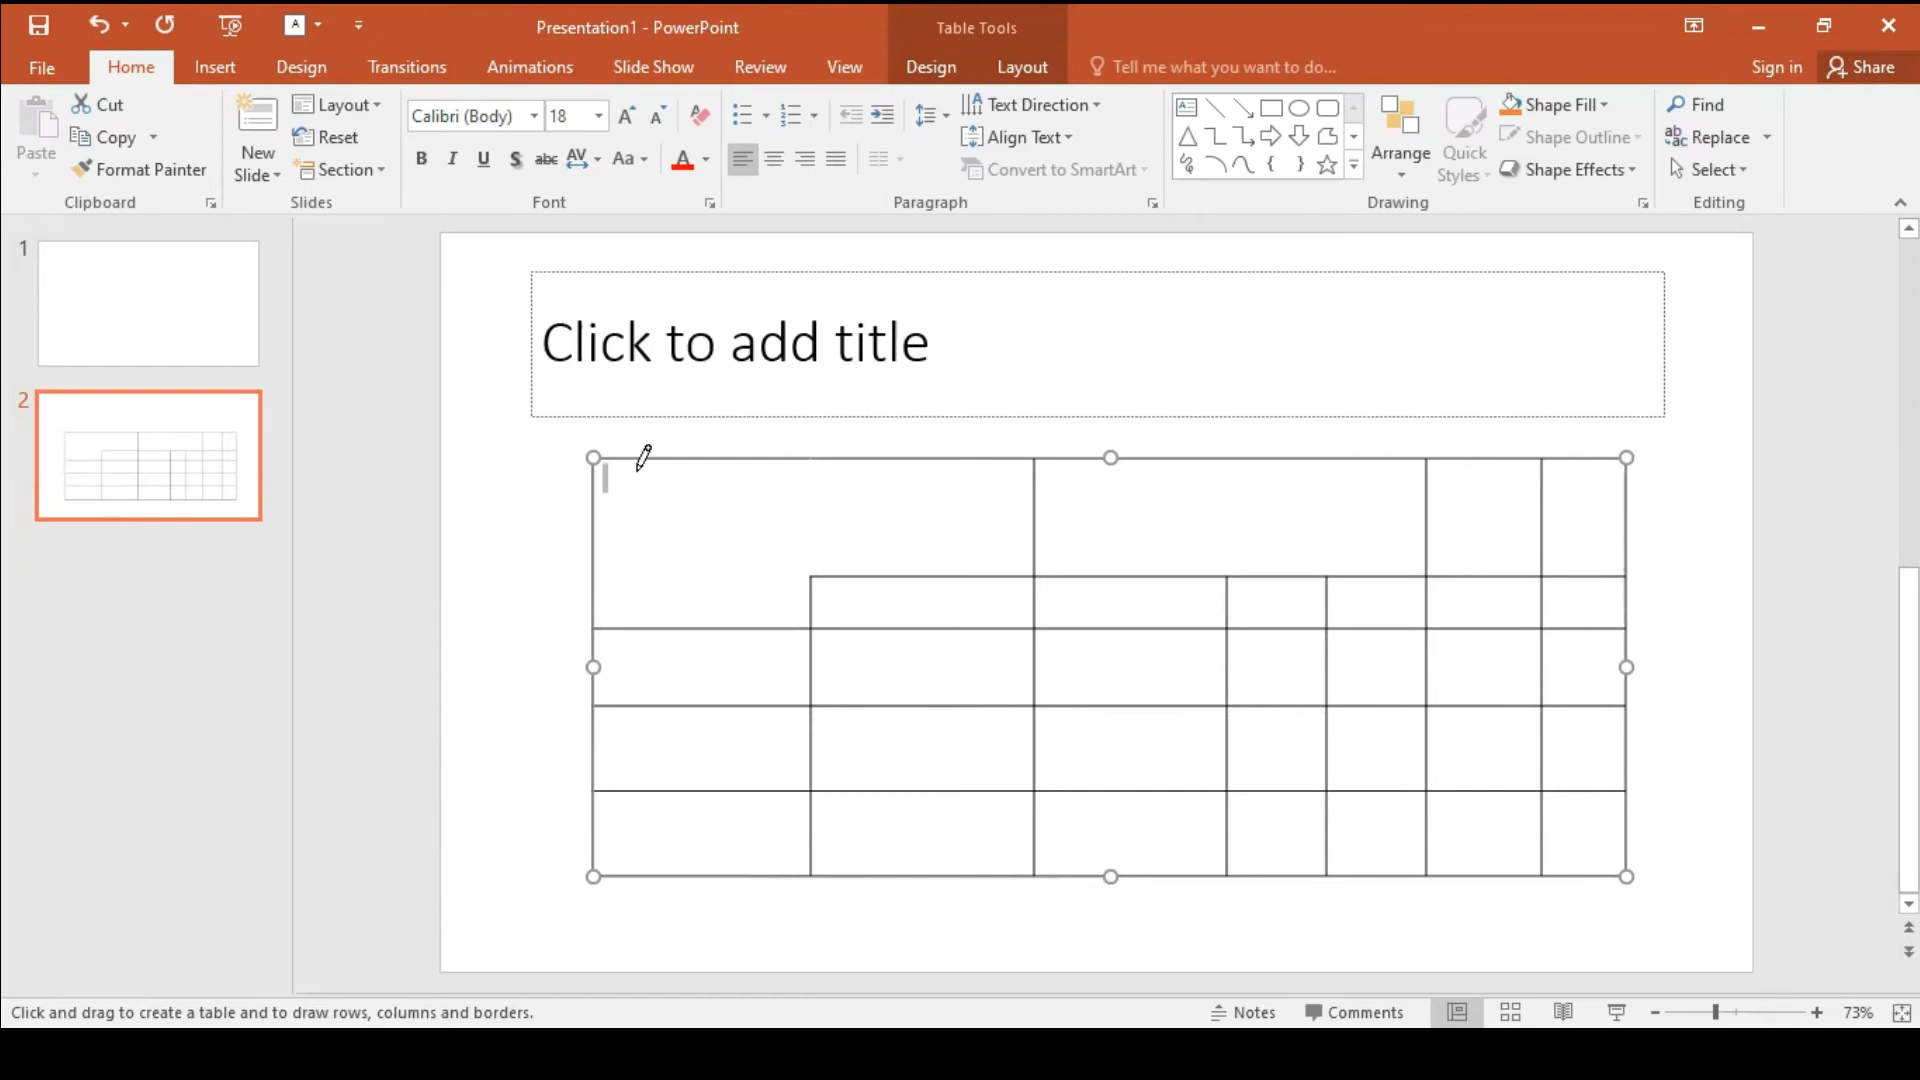 A
Presentation1 - PowerPoint
Table Tools
File
Home
Insert
Design
Transitions
Animations
Slide Show
Review
View
Design
Layout
Tell me what you want to do...
Sign in
Share
Paste
Cut
Copy
Format Painter
Clipboard
New
Slide
Layout
Reset
Section
Slides
Calibri (Body)
18
A
A
B
I
U
S
abc
AV
Aa
A
Font
Text Direction
Align Text
Convert to SmartArt
Paragraph
Arrange
Quick
Styles
Shape Fill
Shape Outline
Shape Effects
Drawing
Find
Replace
Select
Editing
1
2
Click to add title
Click and drag to create a table and to draw rows, columns and borders.
Notes
Comments
73%